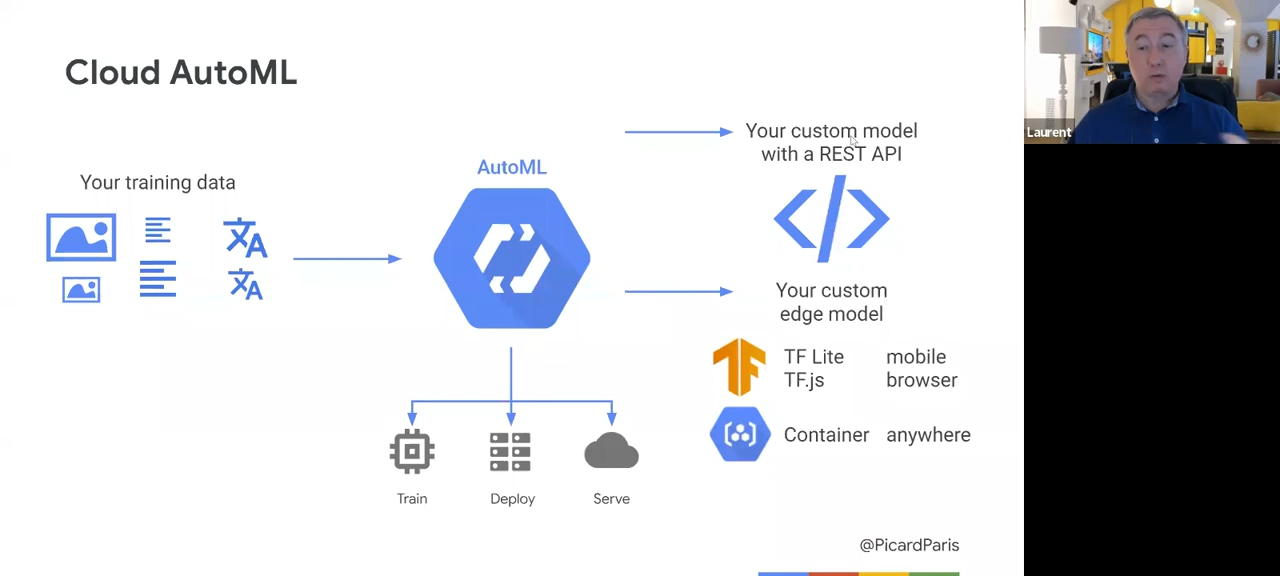 Cloud AutoML
Your training data
AutoML
Your custom model
with a REST API
Your custom
edge model
TF Lite mobile
TF.js browser
Container anywhere
Train Deploy Serve
@PicardParis
Laurent